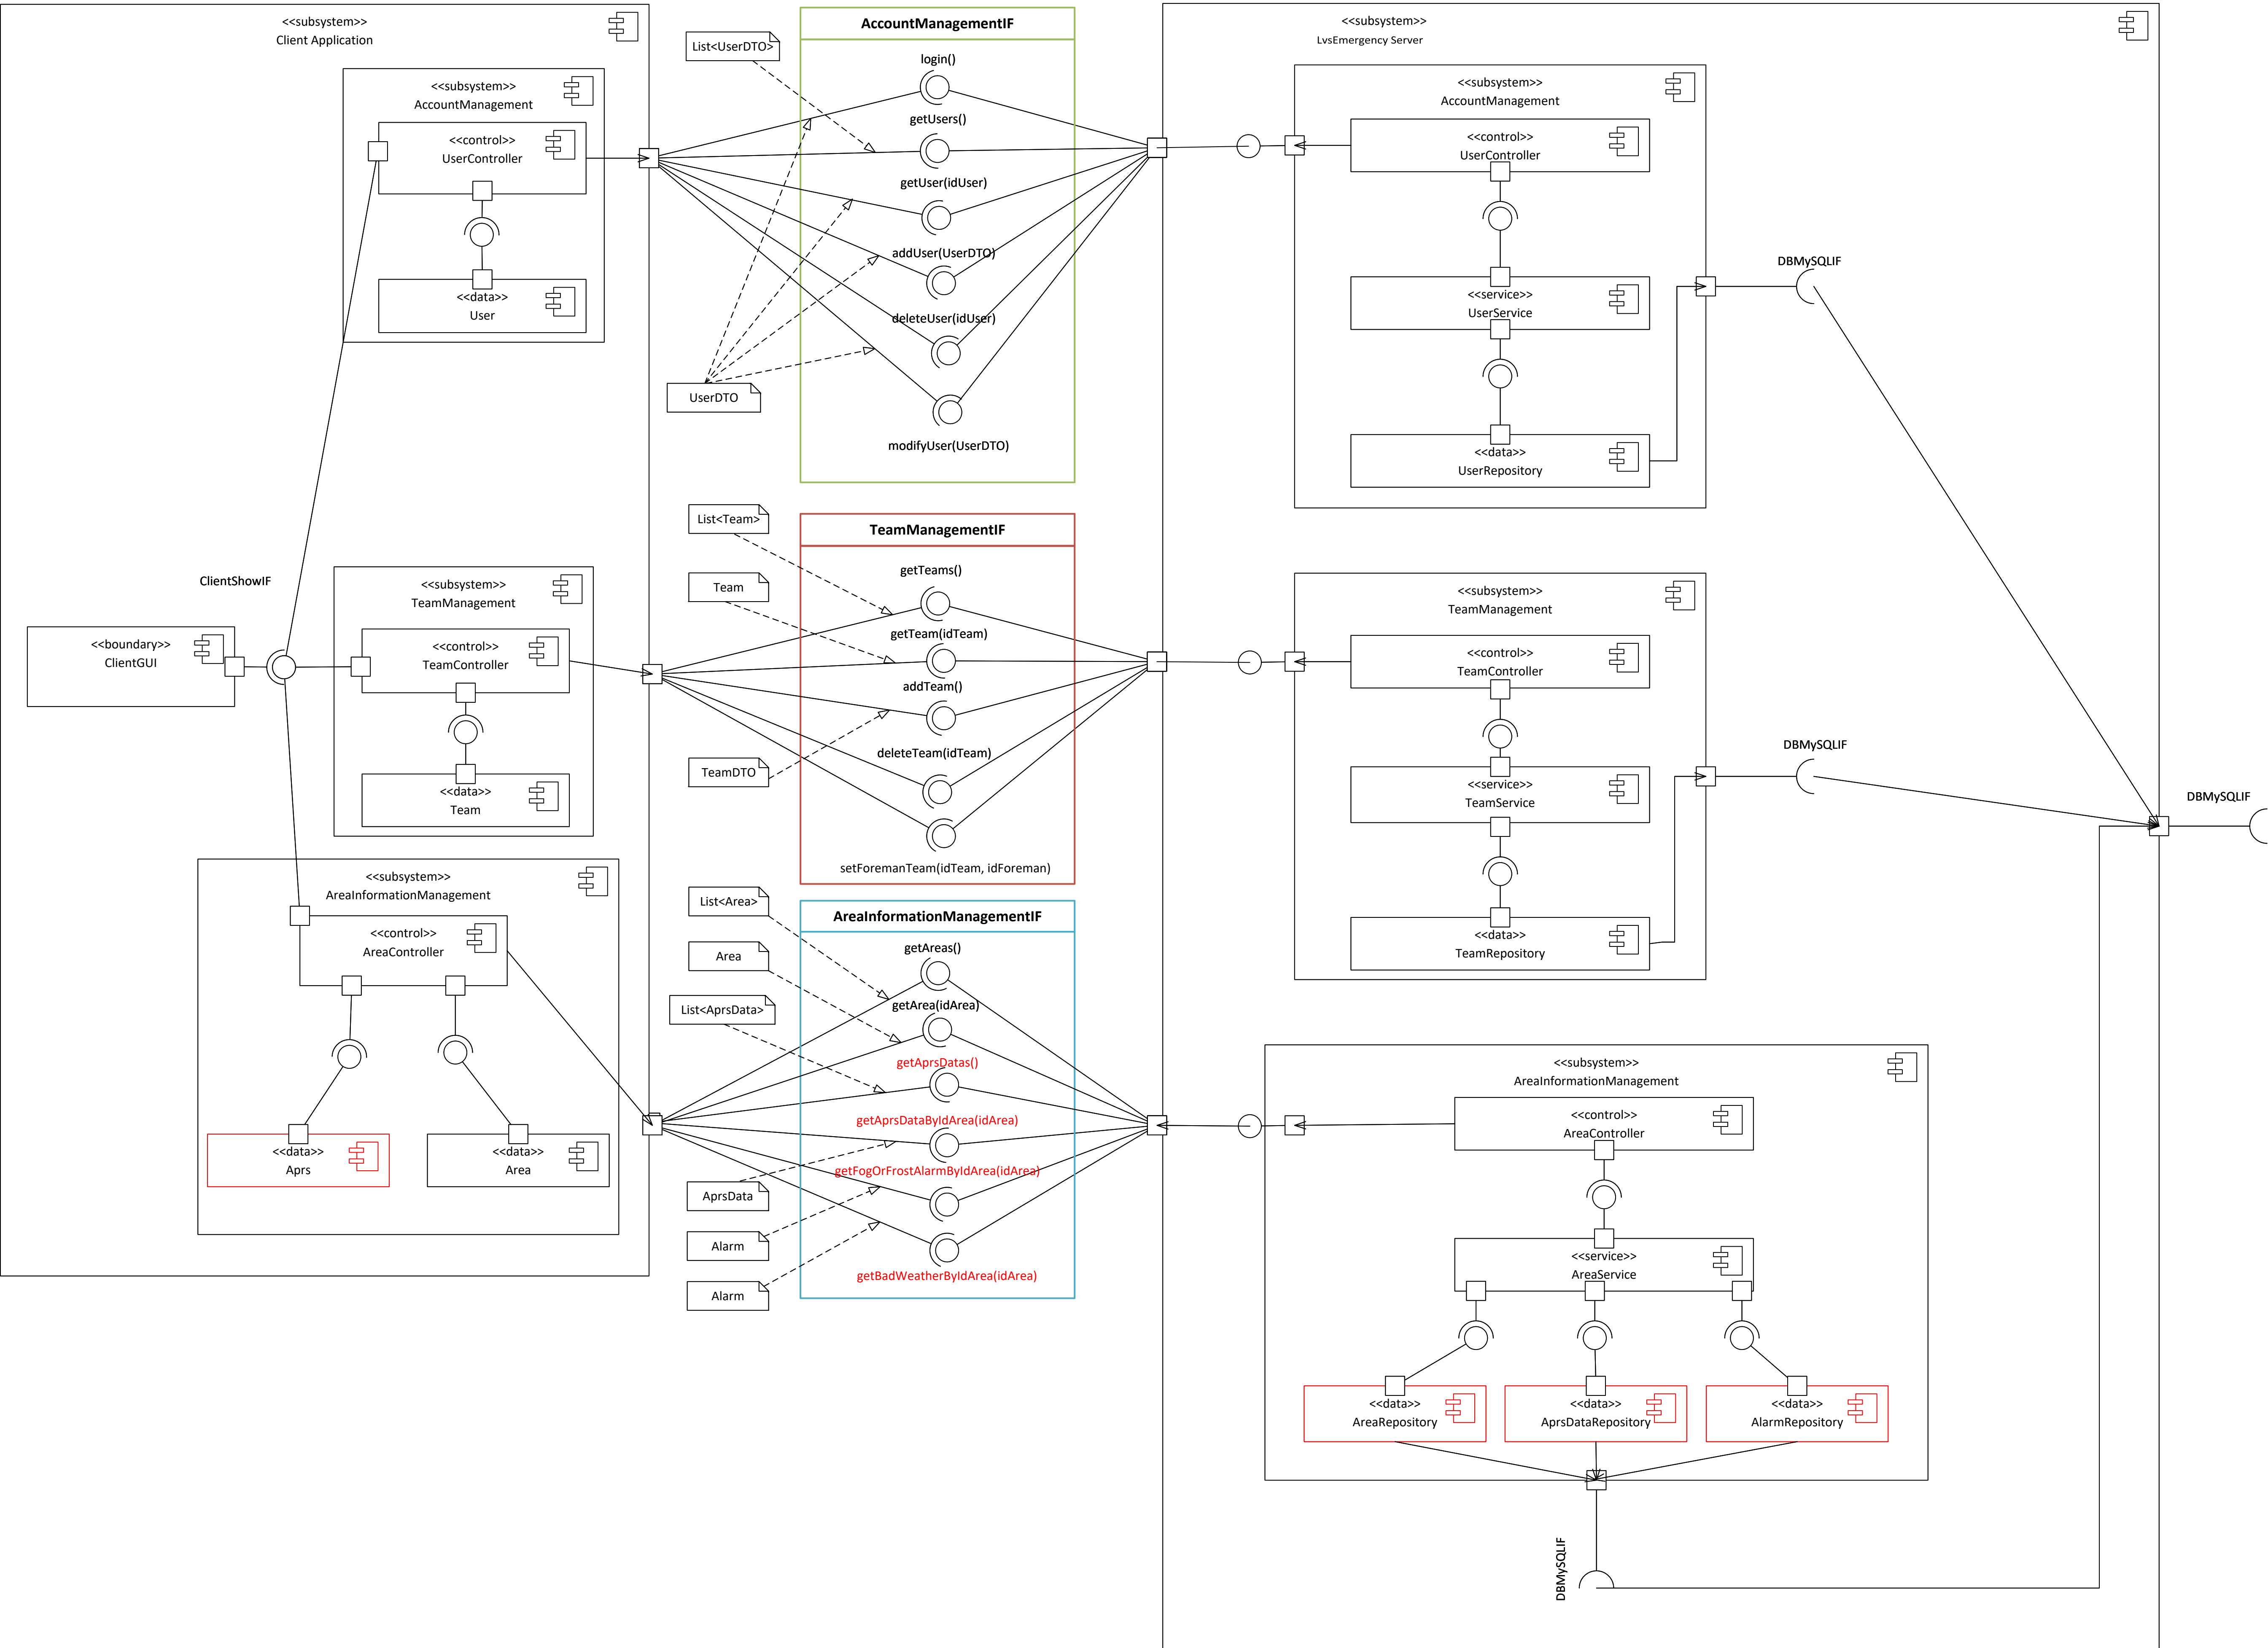 <<subsystem>>
Client Application
<<subsystem>>
AccountManagement
<<control>>
UserController
<<data>>
User
ClientShowIF
<<boundary>>
ClientGUI
<<subsystem>>
TeamManagement
<<control>>
TeamController
<<data>>
Team
<<subsystem>>
AreaInformationManagement
<<control>>
AreaController
<<data>>
Aprs
<<data>>
Area
List<UserDTO>
UserDTO
AccountManagementIF
login()
getUsers()
getUser(idUser)
addUser(UserDTO)
deleteUser(idUser)
modifyUser(UserDTO)
List<Team>
Team
TeamDTO
TeamManagementIF
getTeams()
getTeam(idTeam)
addTeam()
deleteTeam(idTeam)
setForemanTeam(idTeam, idForeman)
List<Area>
Area
List<AprsData>
AprsData
Alarm
Alarm
AreaInformationManagementIF
getAreas()
getArea(idArea)
getAprsDatas()
getAprsDataByIdArea(idArea)
getFogOrFrostAlarmByIdArea(idArea)
getBadWeatherByIdArea(idArea)
<<subsystem>>
LvsEmergency Server
<<subsystem>>
AccountManagement
<<control>>
UserController
<<service>>
UserService
<<data>>
UserRepository
DBMySQLIF
<<subsystem>>
TeamManagement
<<control>>
TeamController
<<service>>
TeamService
<<data>>
TeamRepository
DBMySQLIF
DBMySQLIF
<<subsystem>>
AreaInformationManagement
<<control>>
AreaController
<<service>>
AreaService
<<data>>
AreaRepository
<<data>>
AprsDataRepository
<<data>>
AlarmRepository
DBMySQLIF